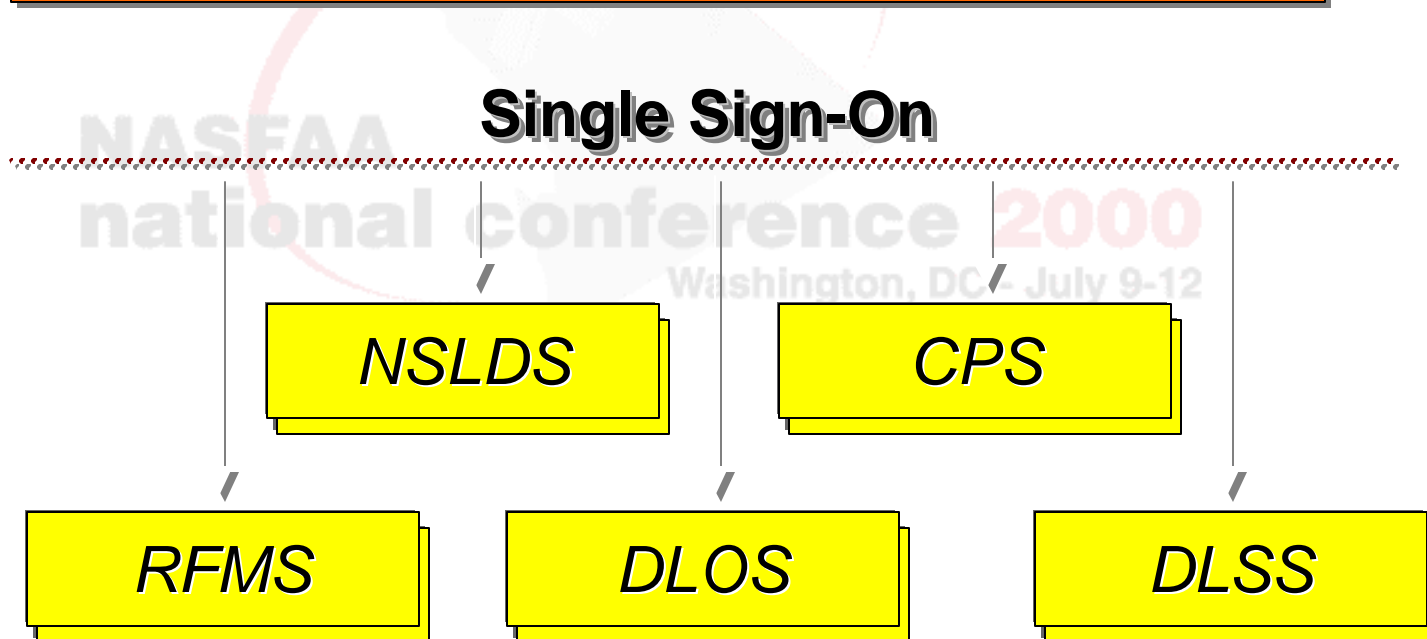 Single Sign-On
NASFAA
national conference 2000
Washington, DC - July 9-12
NSLDS
CPS
RFMS
DLOS
DLSS